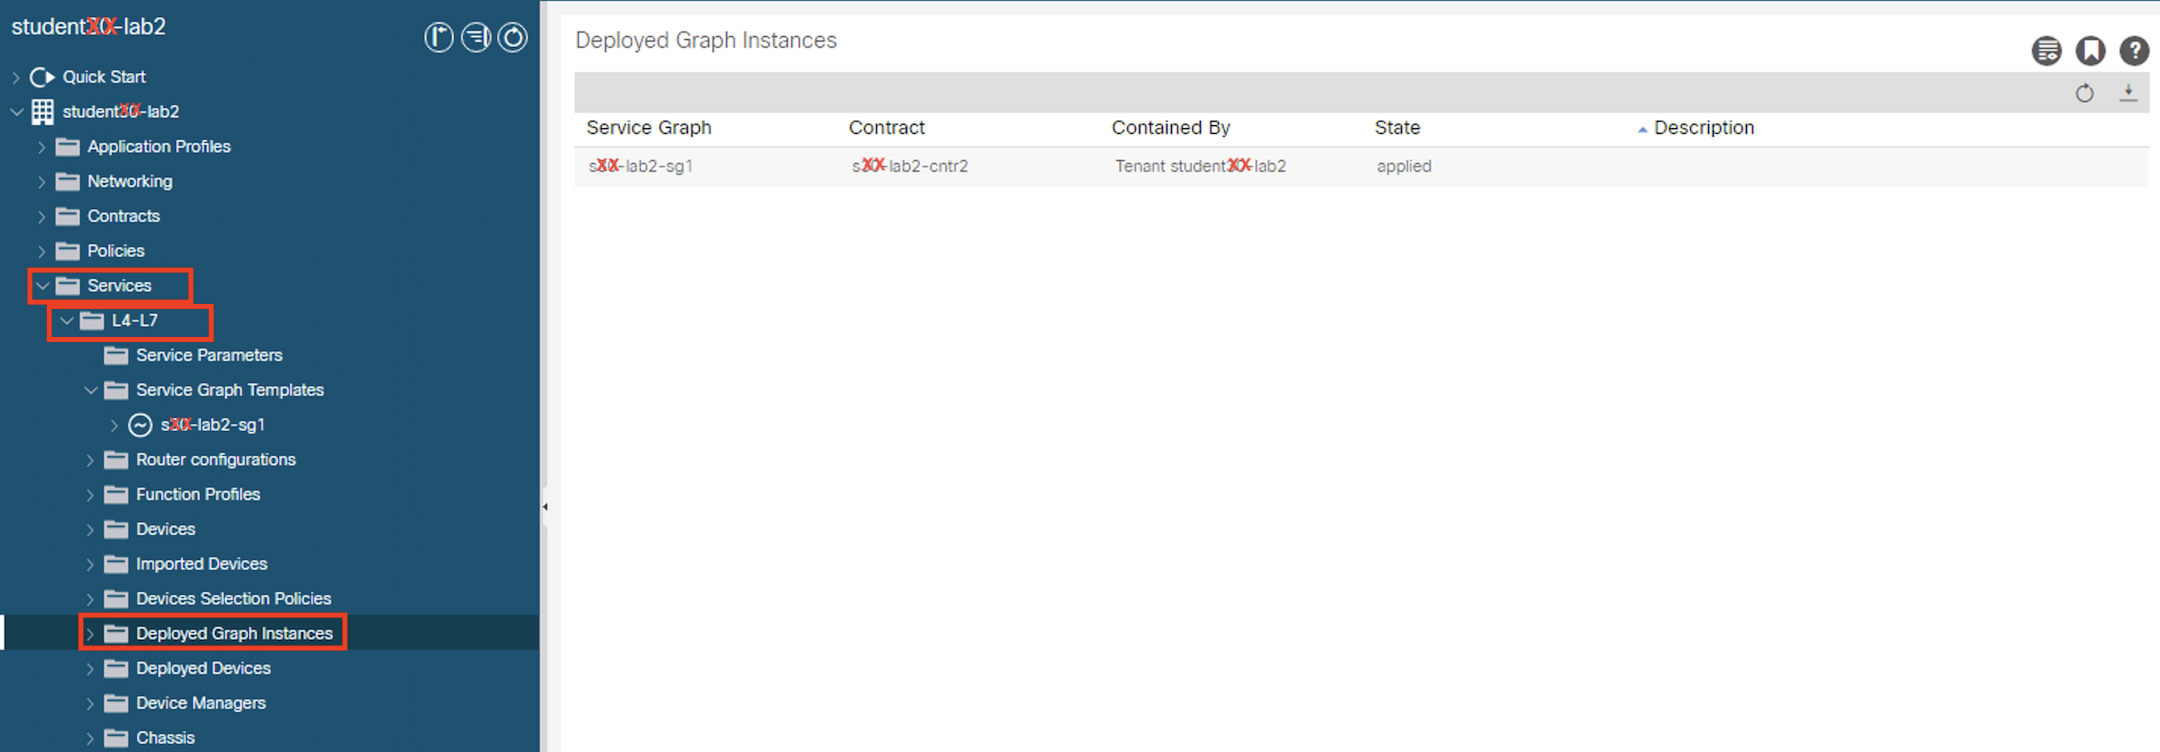 studentXX-lab2
Quick Start
studentXX-lab2
Application Profiles
Networking
Contracts
Policies
Services
L4-L7
Service Parameters
Service Graph Templates
sXX-lab2-sg1
Router configurations
Function Profiles
Devices
Imported Devices
Devices Selection Policies
Deployed Graph Instances
Deployed Devices
Device Managers
Chassis
Deployed Graph Instances
Service Graph Contract Contained By State Description
sXX-lab2-sg1 sXX-lab2-cntr2 Tenant studentXX-lab2 applied